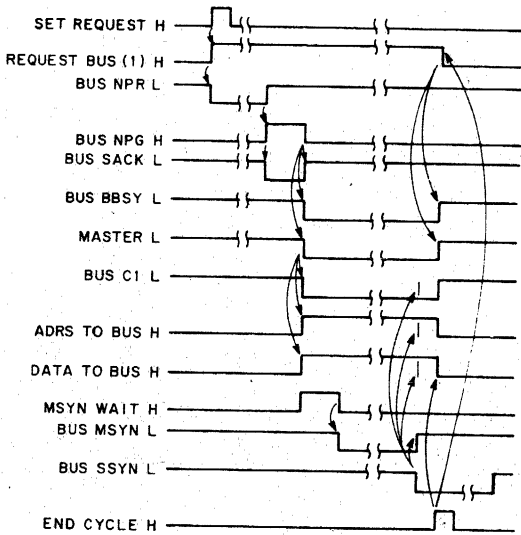 SET REQUEST H
REQUEST BUS (1) H
BUS NPR L
BUS NPG H
BUS SACK L
BUS BBSY L
MASTER L
BUS C1 L
ADRS TO BUS H
DATA TO BUS H
MSYN WAIT H
BUS MSYN L
BUS SSYN L
END CYCLE H